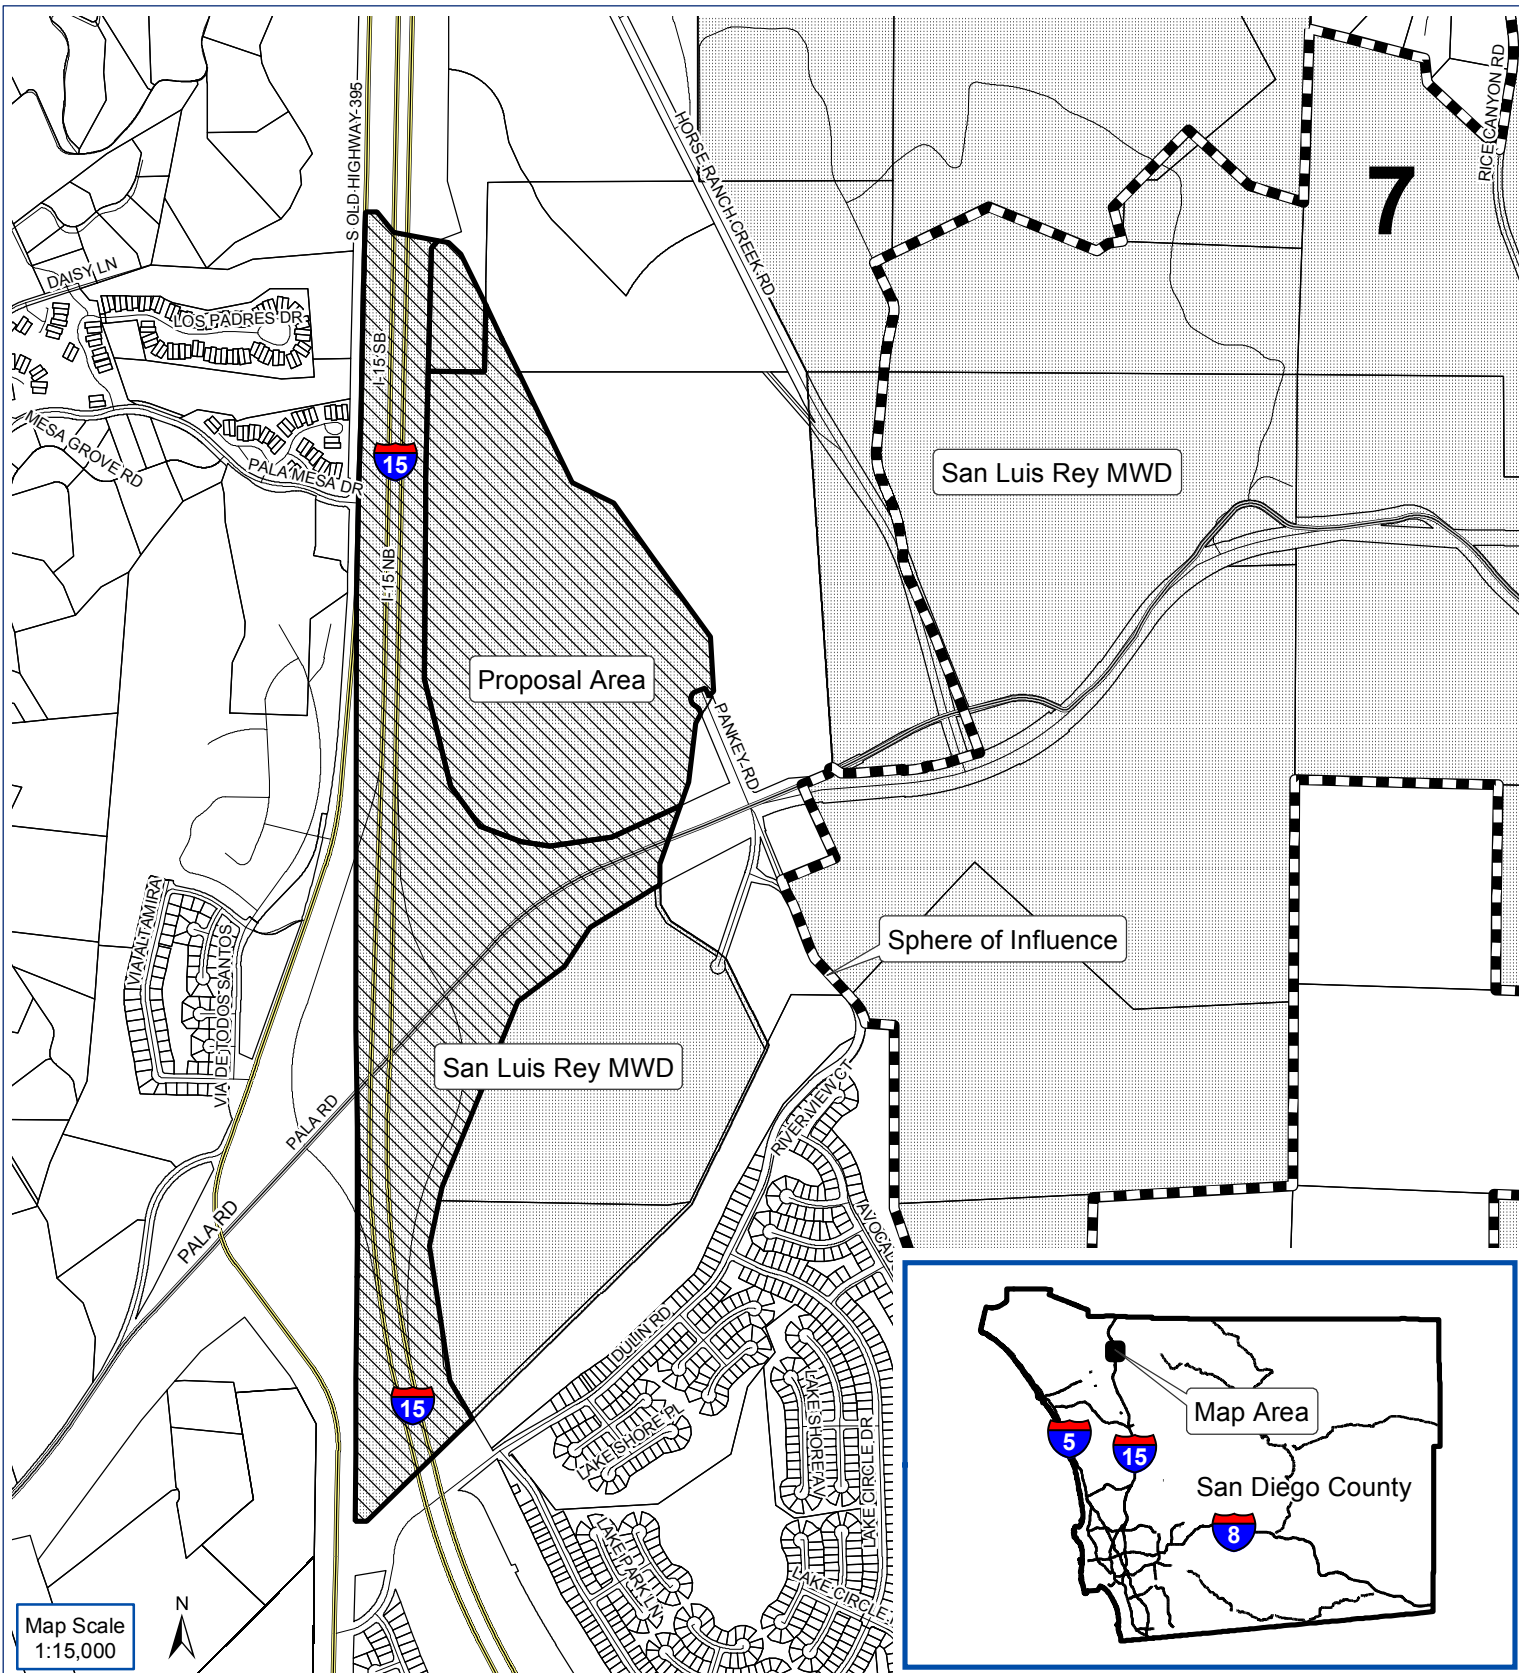 RICE CANYON RD
7
S OLD HIGHWAY 395
HORSE RANCH CREEK RD
DAISY LN
LOS PADRES DR
I-15 SB
MESA GROVE RD
PALA MESA DR
15
San Luis Rey MWD
I-15 NB
Proposal Area
PANKEY RD
VIA ALTAMIRA
VIA DE TODOS SANTOS
Sphere of Influence
San Luis Rey MWD
PALA RD
RIVERVIEW CT
PALA RD
AVOCAD
DULIN RD
15
LAKE SHORE PL
LAKE SHORE AV
LAKE CIRCLE DR
LAKE PARK LN
LAKE CIRCLE
Map Area
5
15
San Diego County
8
Map Scale
1:15,000
N